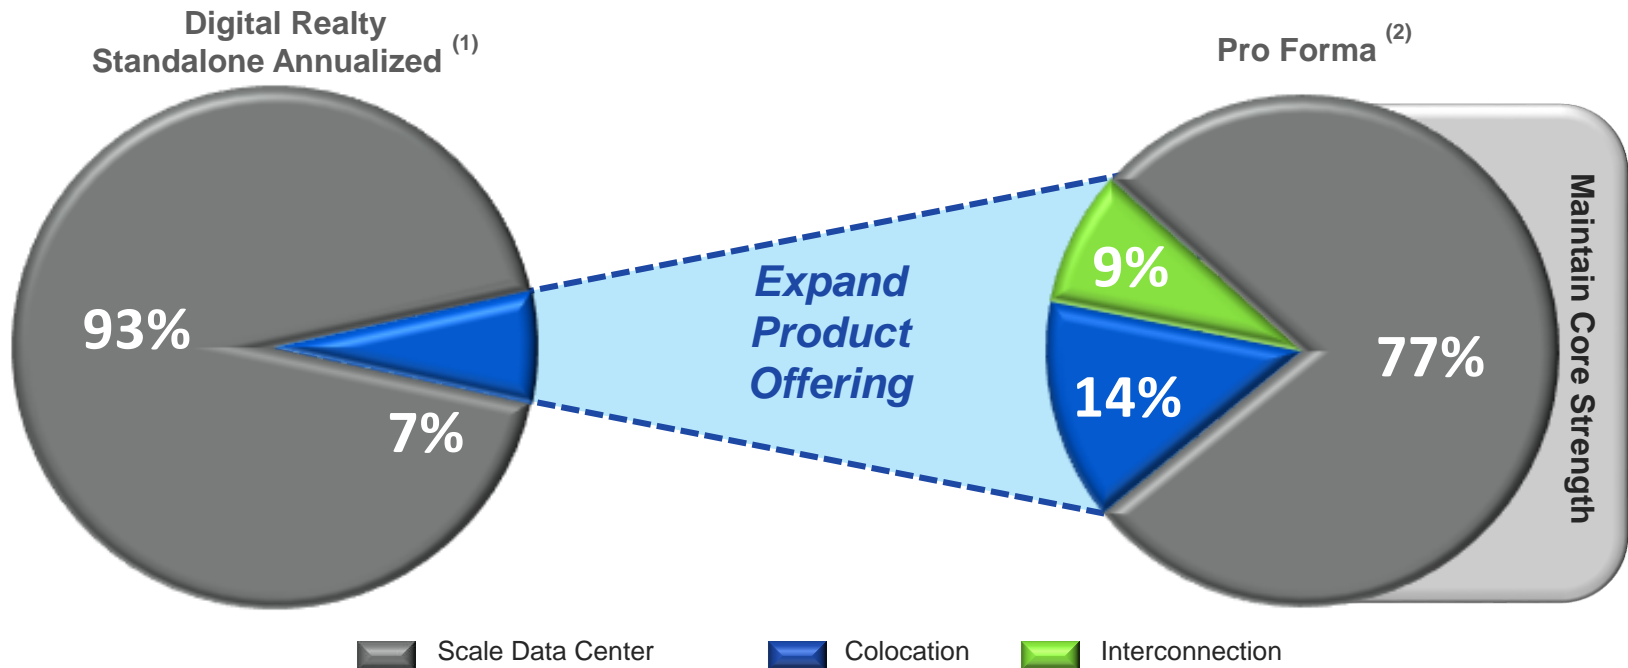 Digital Realty
Standalone Annualized (1)
Pro Forma (2)
93%
7%
Expand
Product
Offering
9%
14%
77%
Maintain Core Strength
Scale Data Center
Colocation
Interconnection